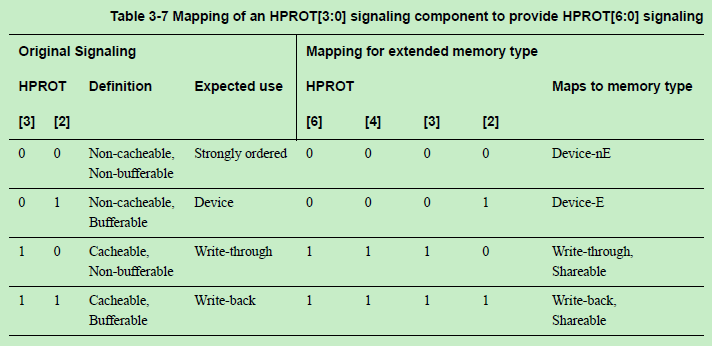 Table 3-7 Mapping of an HPROT[3:0] signaling component to provide HPROT[6:0] signaling
Original Signaling Mapping for extended memory type
HPROT Definition Expected use HPROT Maps to memory type
[3] [2] [6] [4] [3] [2]
0 0 Non-cacheable, Strongly ordered 0 0 0 0 Device-nE
Non-bufferable
0 1 Non-cacheable, Device 0 0 0 1 Device-E
Bufferable
1 0 Cacheable, Write-through 1 1 1 0 Write-through,
Non-bufferable Shareable
1 1 Cacheable, Write-back 1 1 1 1 Write-back,
Bufferable Shareable